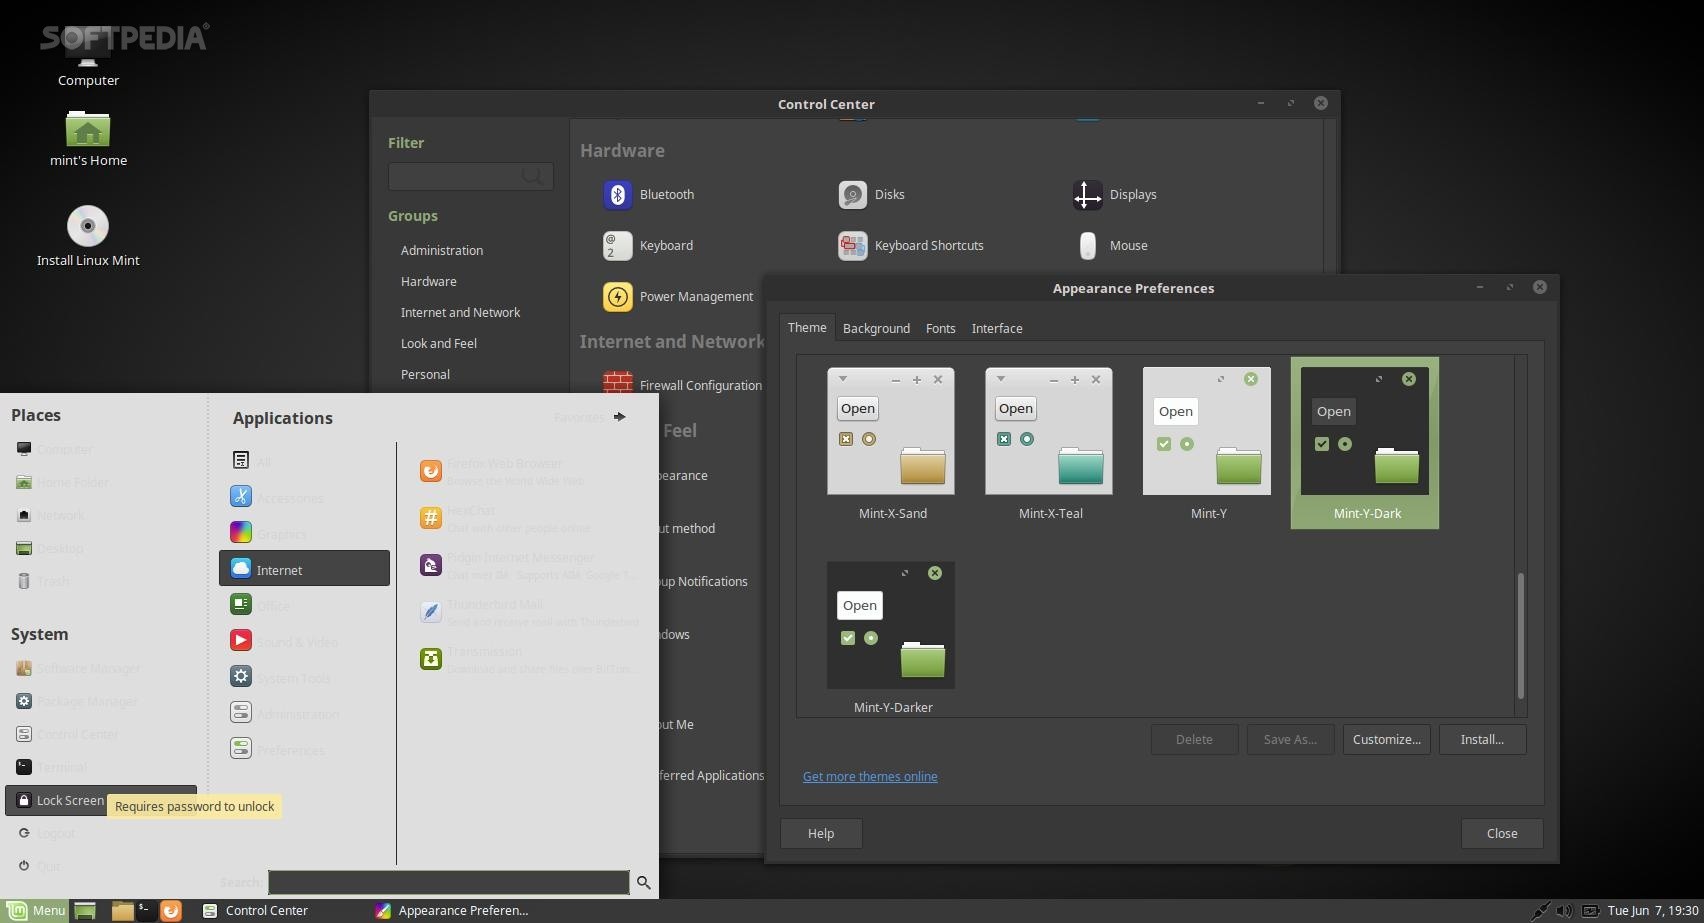 SOFTPEDIA®
Computer
mint's Home
Install Linux Mint
Control Center
Filter
Groups
Administration
Hardware
Internet and Network
Look and Feel
Personal
Hardware
Bluetooth
Disks
Displays
Keyboard
Keyboard Shortcuts
Mouse
Power Management
Internet and Network
Firewall Configuration
Feel
pearance
ut method
up Notifications
ndows
out Me
ferred Applications
Appearance Preferences
Theme
Background
Fonts
Interface
Open
Open
Open
Open
Mint-X-Sand
Mint-X-Teal
Mint-Y
Mint-Y-Dark
Open
Mint-Y-Darker
Delete
Save As...
Customize...
Install...
Get more themes online
Help
Close
Places
Computer
Home Folder
Network
Desktop
Trash
System
Software Manager
Package Manager
Control Center
Terminal
Lock Screen
Requires password to unlock
Logout
Quit
Applications
Favorites
All
Accessories
Graphics
Internet
Office
Sound & Video
System Tools
Administration
Preferences
Firefox Web Browser
Browse the World Wide Web
HexChat
Chat with other people online
Pidgin Internet Messenger
Chat over IM. Supports AIM, Google T...
Thunderbird Mail
Send and receive mail with Thunderbird
Transmission
Download and share files over BitTorr...
Search:
Menu
Control Center
Appearance Preferen...
Tue Jun 7, 19:30